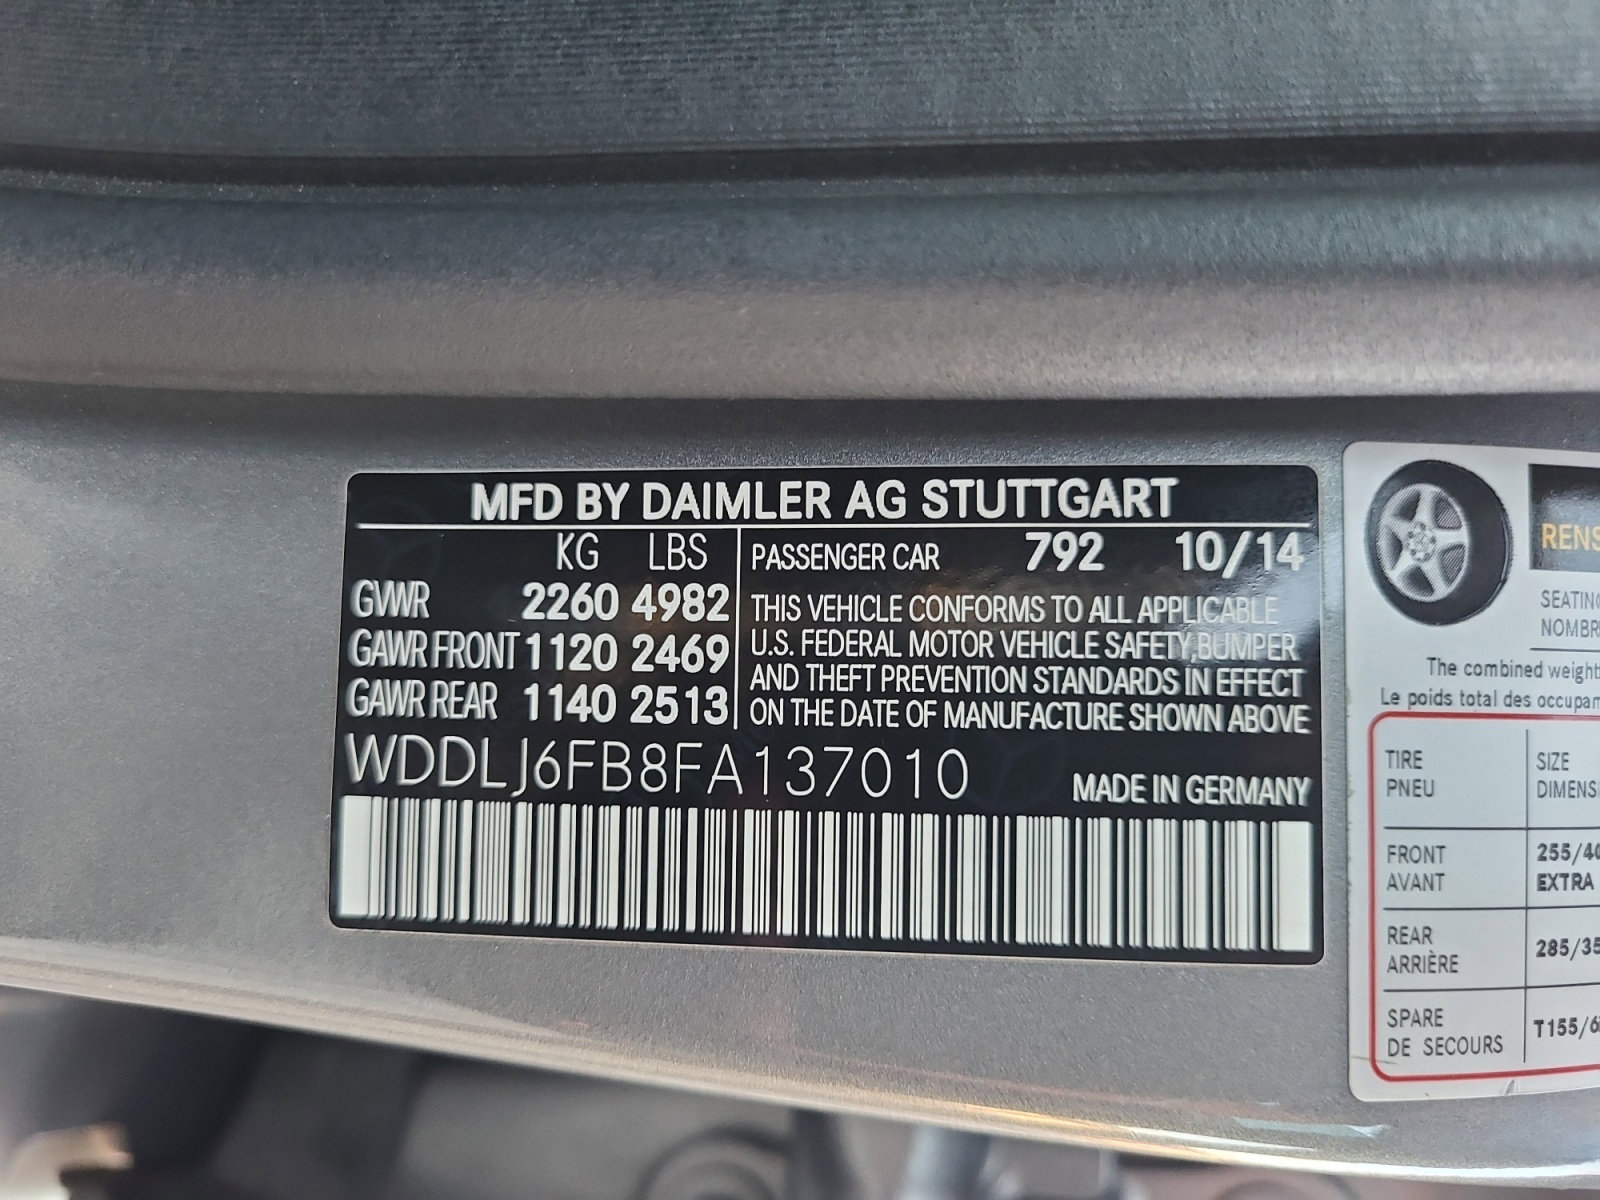 MFD BY DAIMLER AG STUTTGART
KG LBS
GVWR 2260 4982
GAWR FRONT 1120 2469
GAWR REAR 1140 2513
PASSENGER CAR 792 10/14
THIS VEHICLE CONFORMS TO ALL APPLICABLE
U.S. FEDERAL MOTOR VEHICLE SAFETY,BUMPER
AND THEFT PREVENTION STANDARDS IN EFFECT
ON THE DATE OF MANUFACTURE SHOWN ABOVE
WDDLJ6FB8FA137010
MADE IN GERMANY
RENS
SEATING
NOMBR
The combined weight
Le poids total des occupan
TIRE SIZE
PNEU DIMENS
FRONT 255/40
AVANT EXTRA
REAR 285/35
ARRIÈRE
SPARE T155/6
DE SECOURS